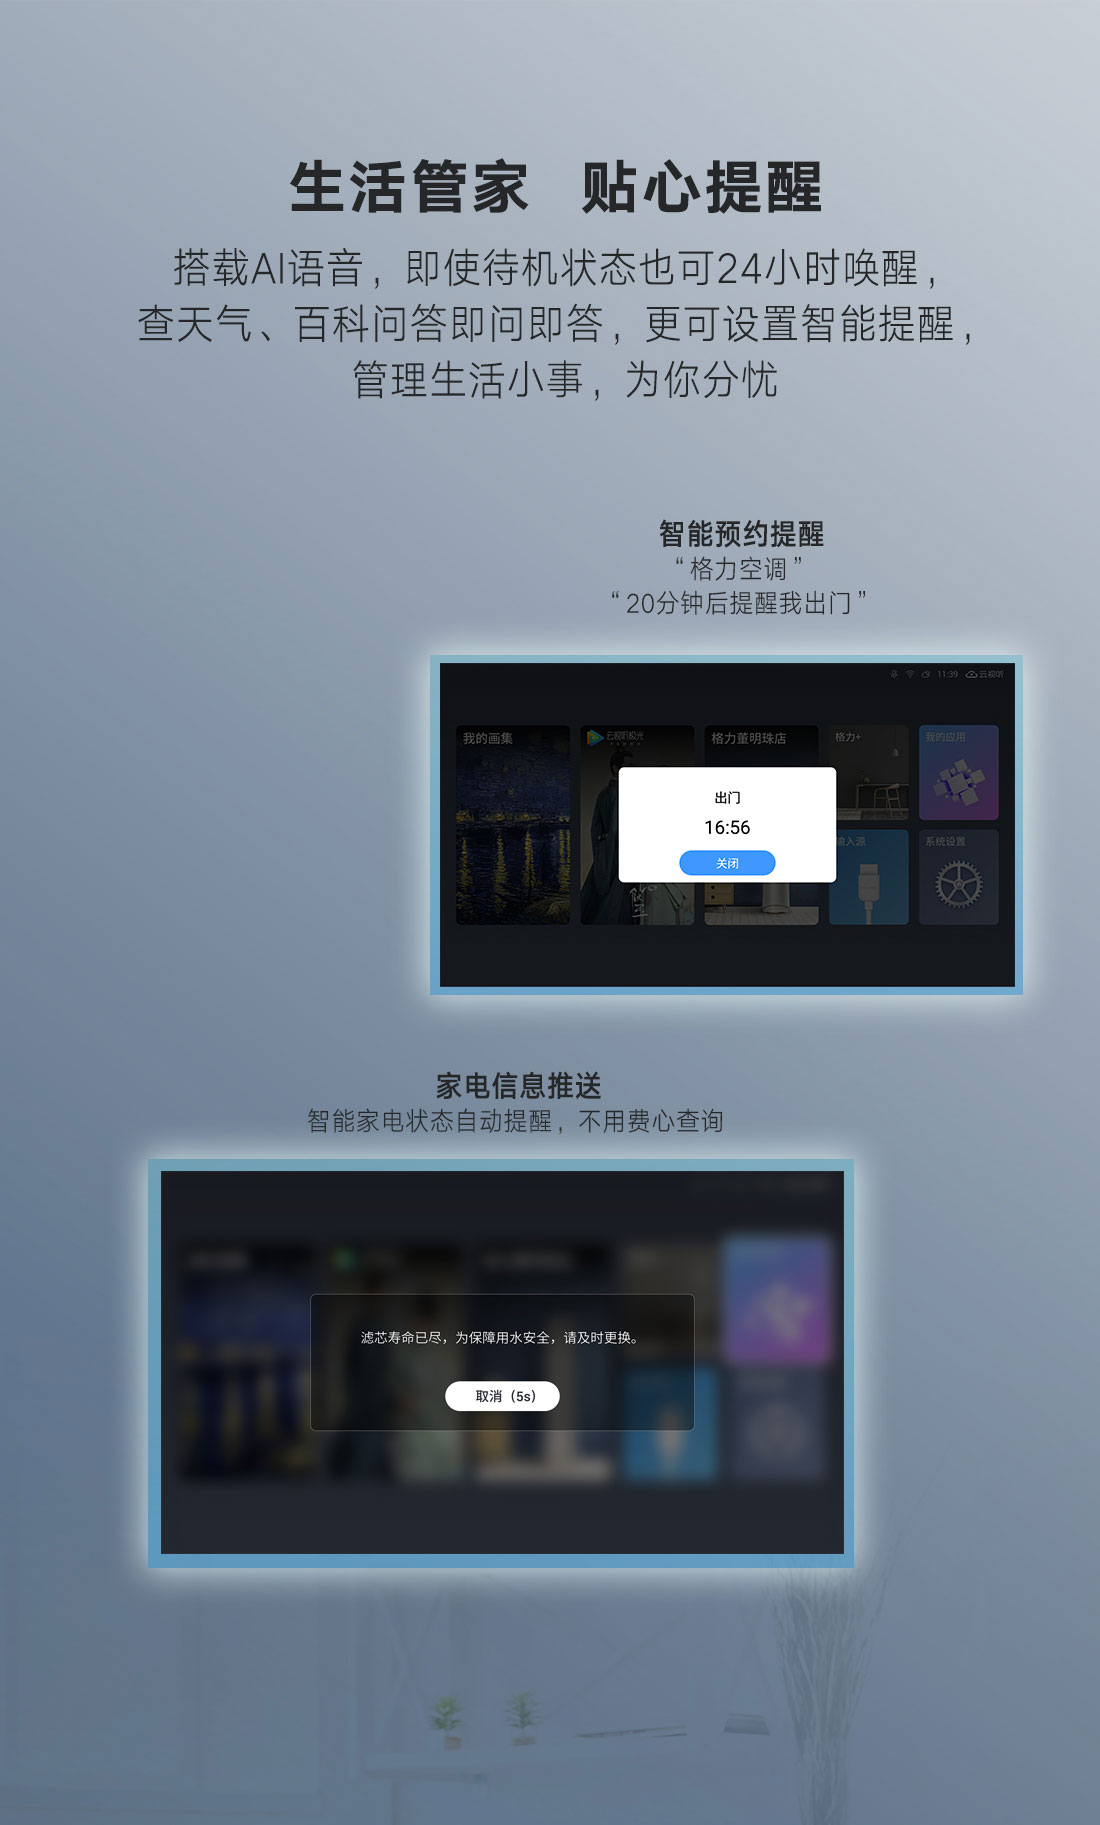 生活管家 贴心提醒
搭载AI语音，即使待机状态也可24小时唤醒，
查天气、百科问答即问即答，更可设置智能提醒，
管理生活小事，为你分忧
智能预约提醒
“格力空调”
“20分钟后提醒我出门”
11:39 云视听
我的画集
云视听极光
格力董明珠店
格力+
我的应用
出门
16:56
关闭
输入源
系统设置
家电信息推送
智能家电状态自动提醒，不用费心查询
滤芯寿命已尽，为保障用水安全，请及时更换。
取消（5s）